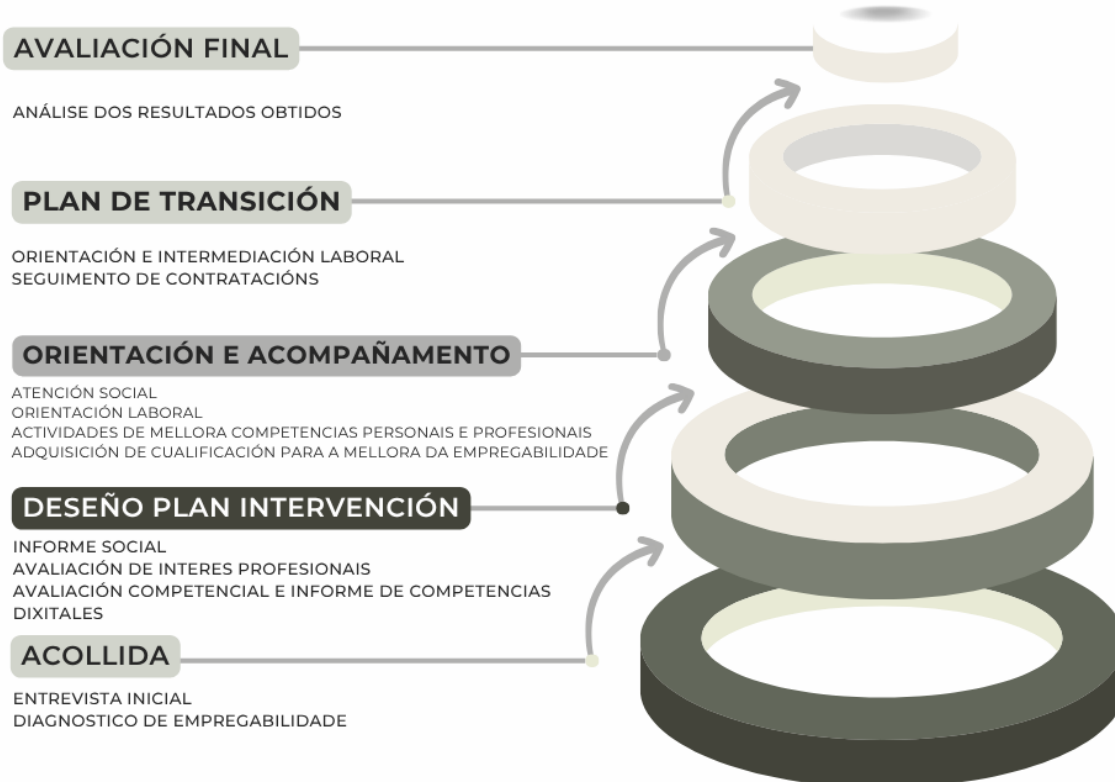 AVALIACIÓN FINAL
ANÁLISE DOS RESULTADOS OBTIDOS
PLAN DE TRANSICIÓN
ORIENTACIÓN E INTERMEDIACIÓN LABORAL
SEGUIMENTO DE CONTRATACIÓNS
ORIENTACIÓN E ACOMPAÑAMENTO
ATENCIÓN SOCIAL
ORIENTACIÓN LABORAL
ACTIVIDADES DE MELLORA COMPETENCIAS PERSONAIS E PROFESIONAIS
ADQUISICIÓN DE CUALIFICACIÓN PARA A MELLORA DA EMPREGABILIDADE
DESEÑO PLAN INTERVENCIÓN
INFORME SOCIAL
AVALIACIÓN DE INTERES PROFESIONAIS
AVALIACIÓN COMPETENCIAL E INFORME DE COMPETENCIAS
DIXITALES
ACOLLIDA
ENTREVISTA INICIAL
DIAGNOSTICO DE EMPREGABILIDADE